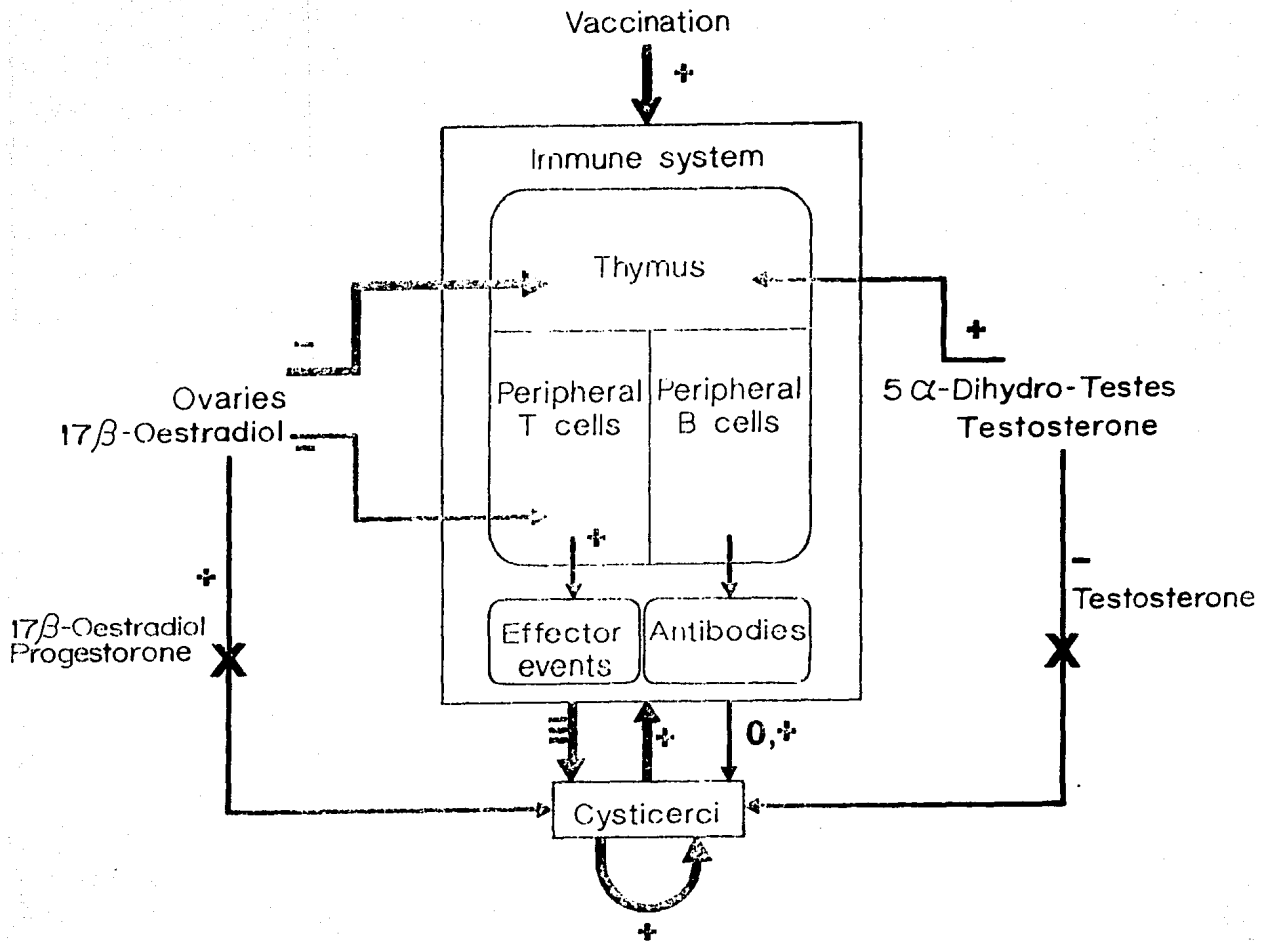 Vaccination
+
Immune system
Thymus
-
+
Ovaries
17β-Oestradiol
-
Peripheral
T cells
Peripheral
B cells
5 α-Dihydro-Testes
Testosterone
+
+
-
17β-Oestradiol
Progestorone
X
Testosterone
X
Effector
events
Antibodies
≡
+
0,+
Cysticerci
+